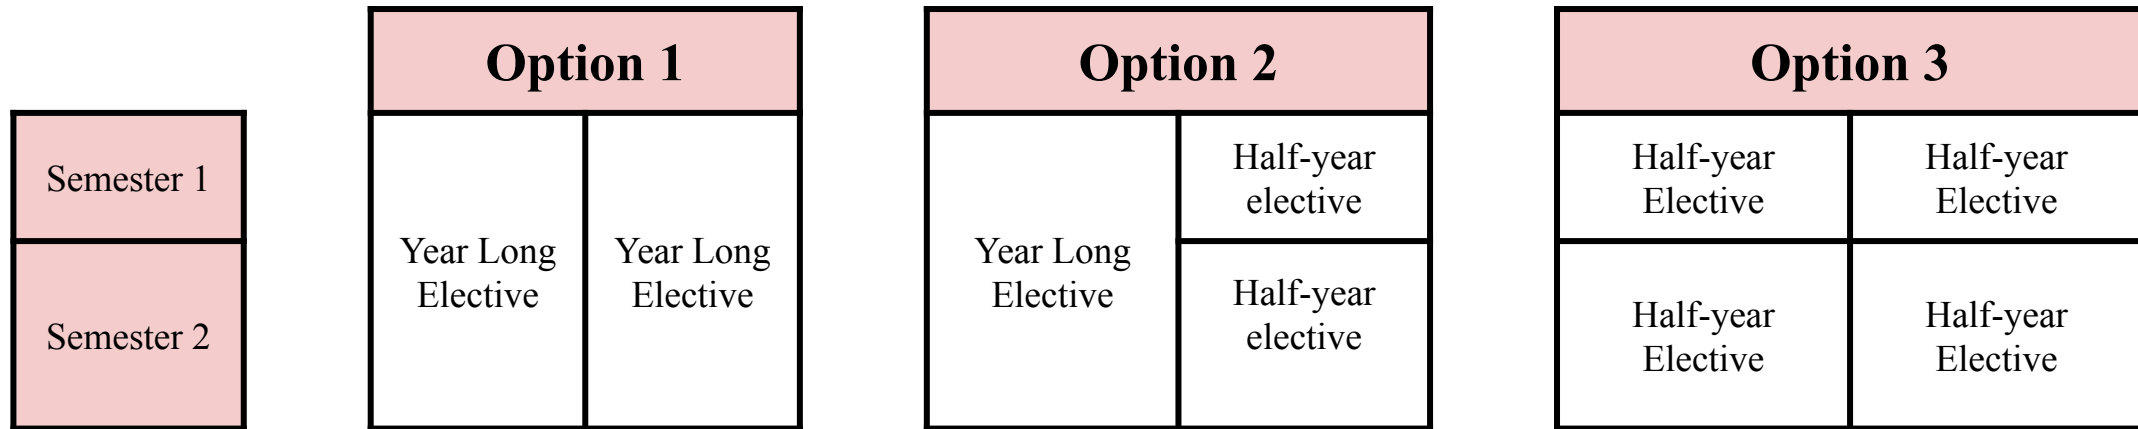 Option 1
Option 2
Option 3
Semester 1
Semester 2
Year Long
Elective
Year Long
Elective
Year Long
Elective
Half-year
elective
Half-year
elective
Half-year
Elective
Half-year
Elective
Half-year
Elective
Half-year
Elective